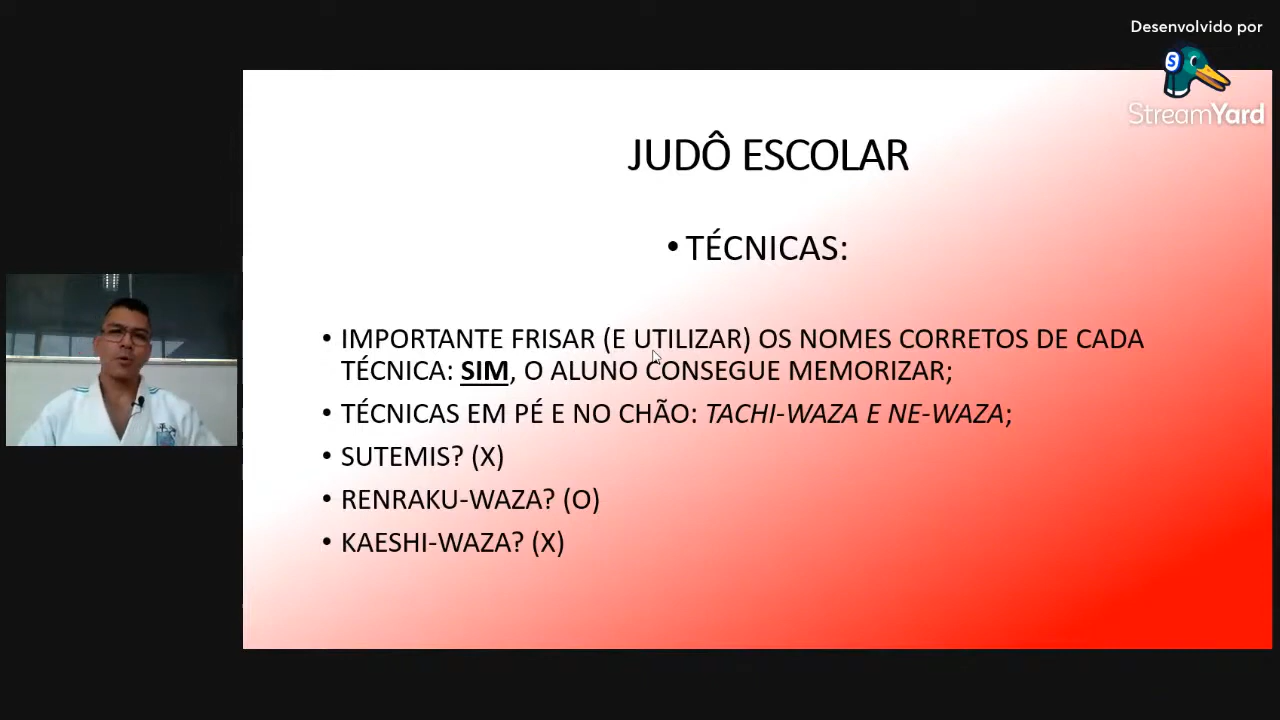 Desenvolvido por
StreamYard
JUDÔ ESCOLAR
• TÉCNICAS:
• IMPORTANTE FRISAR (E UTILIZAR) OS NOMES CORRETOS DE CADA
TÉCNICA: SIM, O ALUNO CONSEGUE MEMORIZAR;
• TÉCNICAS EM PÉ E NO CHÃO: TACHI-WAZA E NE-WAZA;
• SUTEMIS? (X)
• RENRAKU-WAZA? (O)
• KAESHI-WAZA? (X)